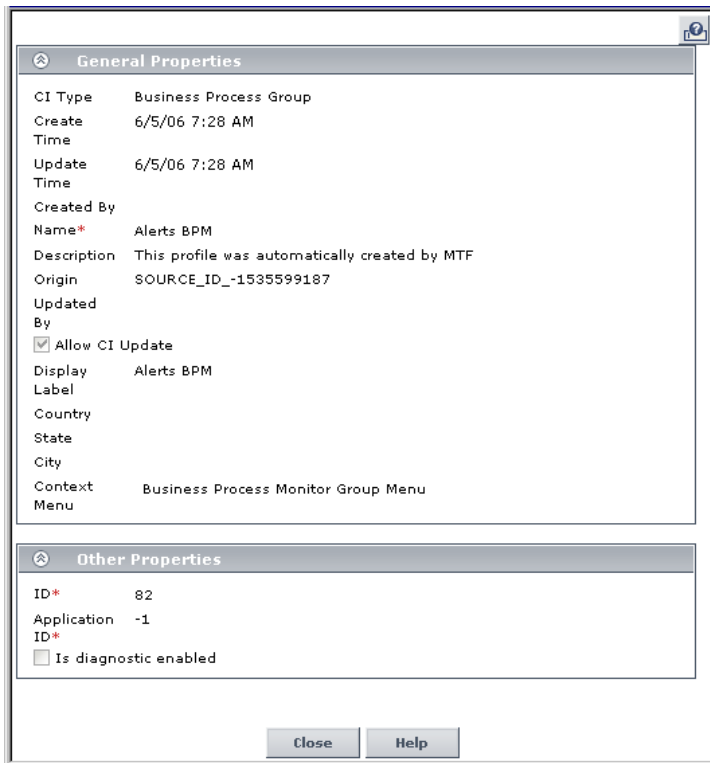 General Properties
CI Type Business Process Group
Create Time 6/5/06 7:28 AM
Update Time 6/5/06 7:28 AM
Created By
Name* Alerts BPM
Description This profile was automatically created by MTF
Origin SOURCE_ID_-1535599187
Updated By
Allow CI Update
Display Label Alerts BPM
Country
State
City
Context Menu Business Process Monitor Group Menu
Other Properties
ID* 82
Application ID* -1
Is diagnostic enabled
Close Help